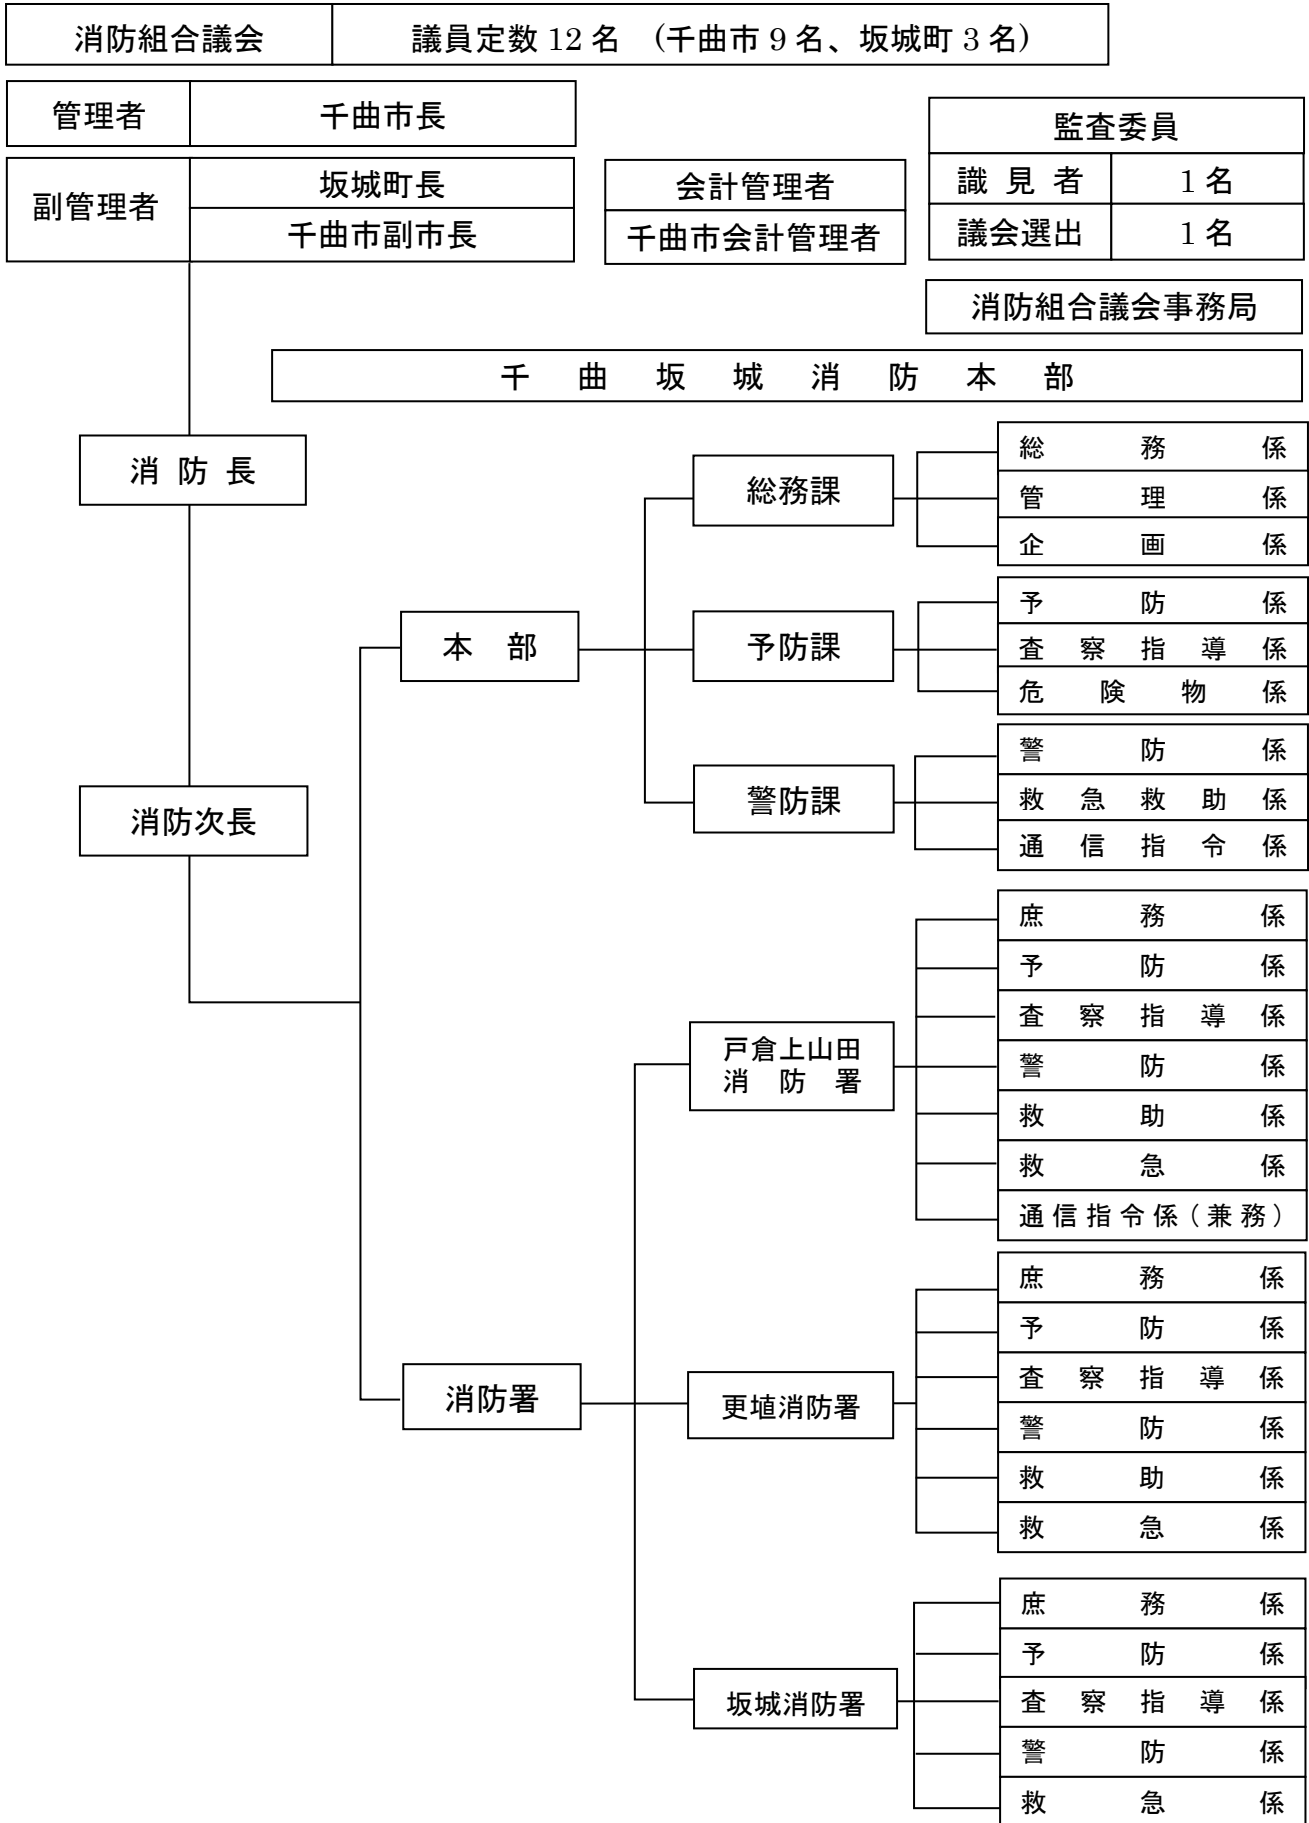 消防組合議会 議員定数 12 名 (千曲市 9 名、坂城町 3 名)
管理者 千曲市長
副管理者 坂城町長
千曲市副市長
会計管理者
千曲市会計管理者
監査委員
識見者 1 名
議会選出 1 名
消防組合議会事務局
千曲坂城消防本部
消防長
消防次長
本部
総務課
総務係
管理係
企画係
予防課
予防係
査察指導係
危険物係
警防課
警防係
救急救助係
通信指令係
消防署
戸倉上山田
消防署
庶務係
予防係
査察指導係
警防係
救助係
救急係
通信指令係(兼務)
更埴消防署
庶務係
予防係
査察指導係
警防係
救助係
救急係
坂城消防署
庶務係
予防係
査察指導係
警防係
救急係